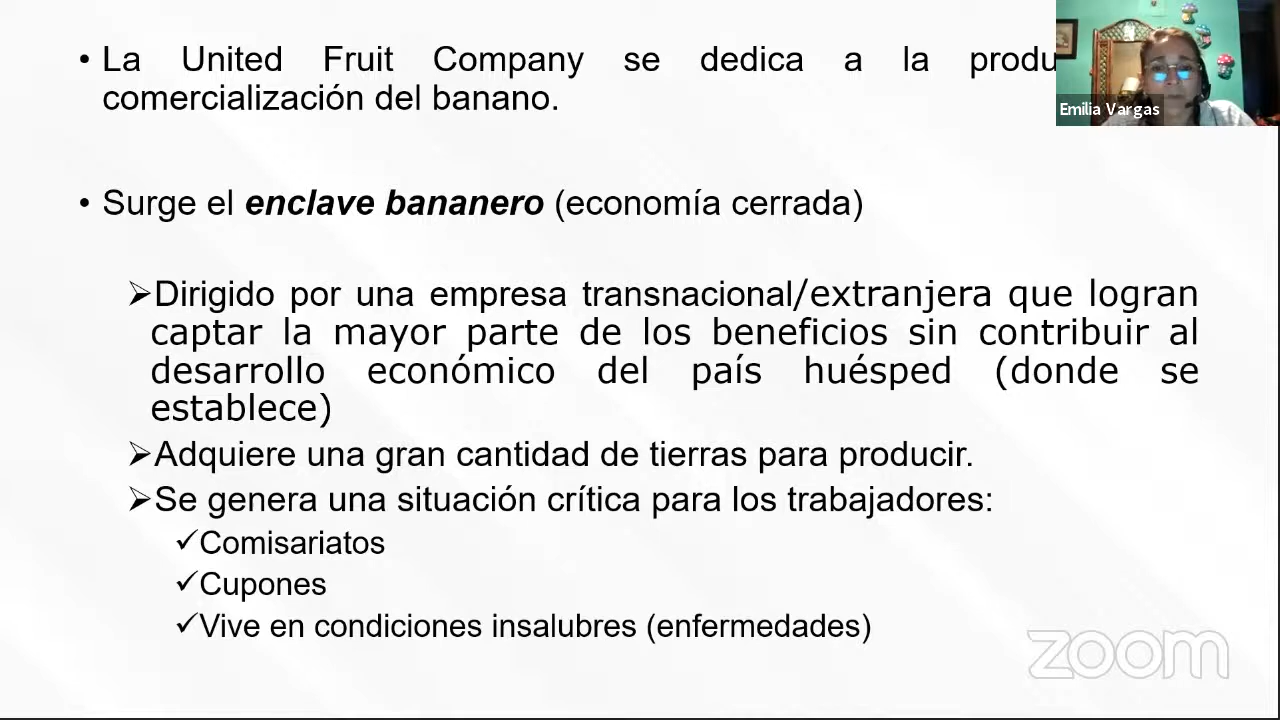 • La United Fruit Company se dedica a la produ
comercialización del banano.
Emilia Vargas
• Surge el enclave bananero (economía cerrada)
➢Dirigido por una empresa transnacional/extranjera que logran
captar la mayor parte de los beneficios sin contribuir al
desarrollo económico del país huésped (donde se
establece)
➢Adquiere una gran cantidad de tierras para producir.
➢Se genera una situación crítica para los trabajadores:
✓Comisariatos
✓Cupones
✓Vive en condiciones insalubres (enfermedades)
zoom